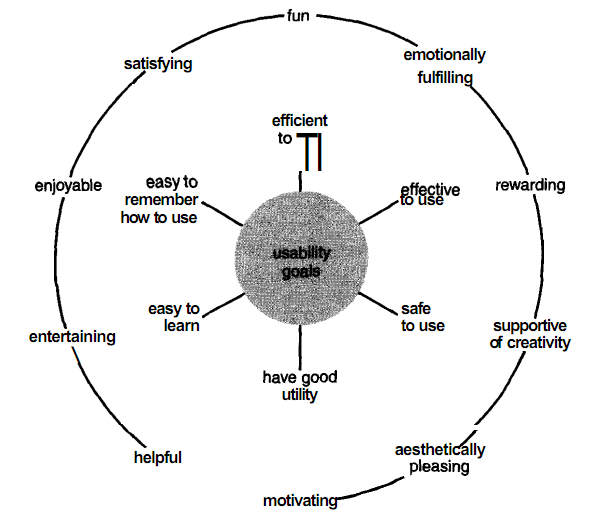 fun
emotionally
fulfilling
satisfying
efficient
to
enjoyable
easy to
remember
how to use
effective
to use
rewarding
usability
goals
easy to
learn
safe
to use
entertaining
supportive
of creativity
have good
utility
helpful
aesthetically
pleasing
motivating